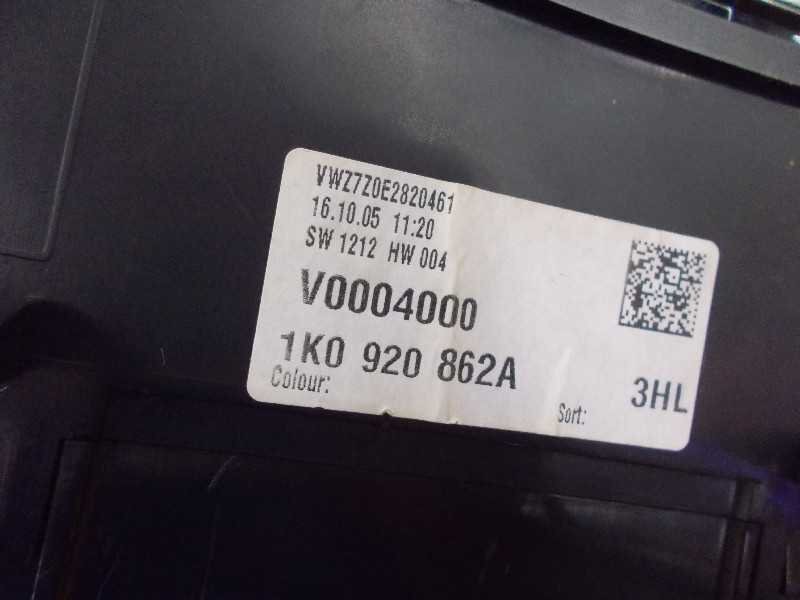 VWZ7Z0E2820461
16.10.05 11:20
SW 1212 HW 004
V0004000
1K0 920 862A
Colour:
Sort:
3HL